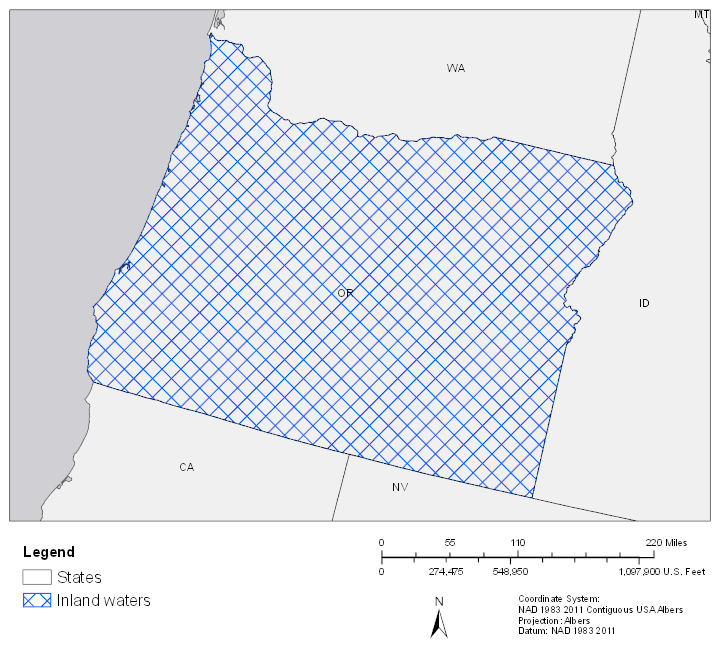 MT
WA
OR
ID
CA
NV
Legend
States
Inland waters
0 55 110 220 Miles
0 274,475 548,950 1,097,900 U.S. Feet
N
Coordinate System:
NAD 1983 2011 Contiguous USA Albers
Projection: Albers
Datum: NAD 1983 2011